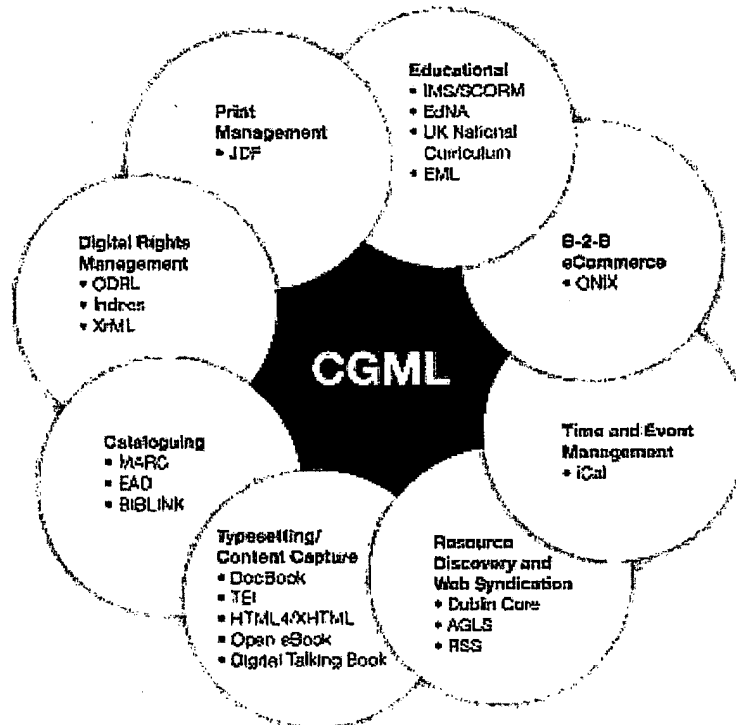 Educational
• IMS/SCORM
• EdNA
• UK National
Curriculum
• EML
Print
Management
• JDF
B-2-B
eCommerce
• ONIX
Digital Rights
Management
• ODRL
• Indecs
• XrML
CGML
Time and Event
Management
• iCal
Cataloguing
• MARC
• EAD
• BIBLINK
Typesetting/
Content Capture
• DocBook
• TEI
• HTML4/XHTML
• Open eBook
• Digital Talking Book
Resource
Discovery and
Web Syndication
• Dublin Core
• AGLS
• RSS